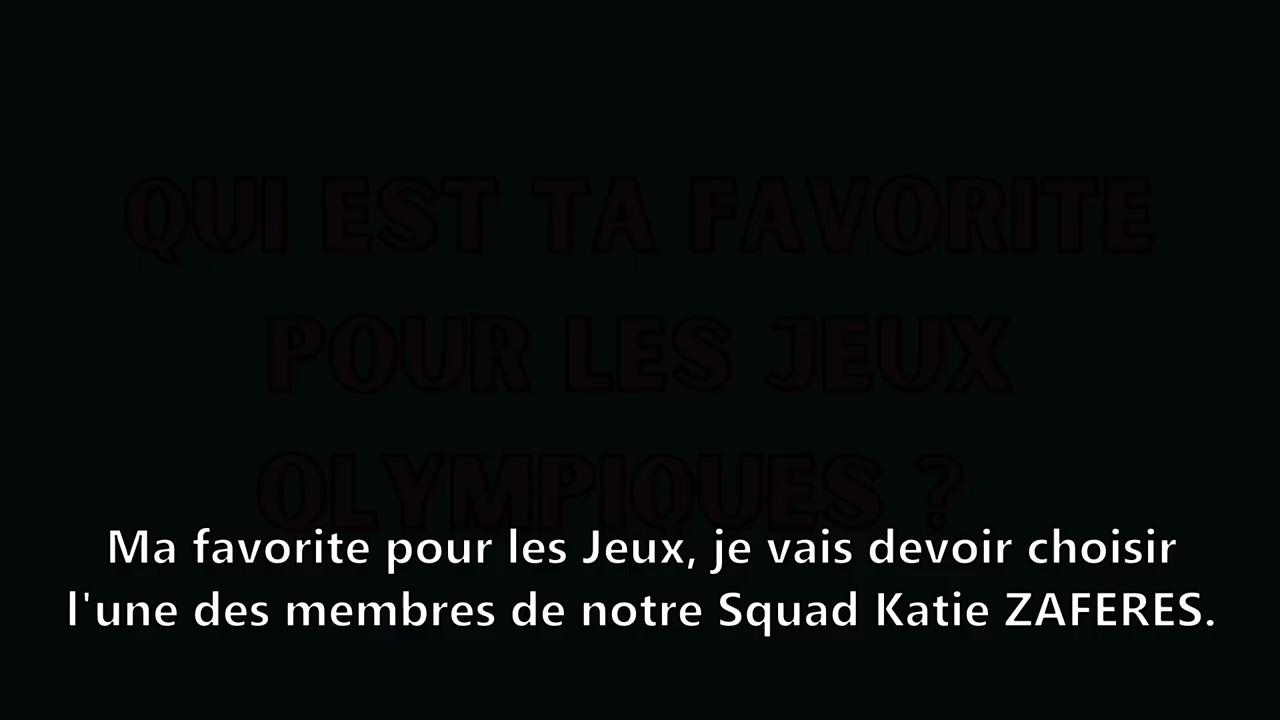 QUI EST TA FAVORITE
POUR LES JEUX
OLYMPIQUES ?
Ma favorite pour les Jeux, je vais devoir choisir
l'une des membres de notre Squad Katie ZAFERES.